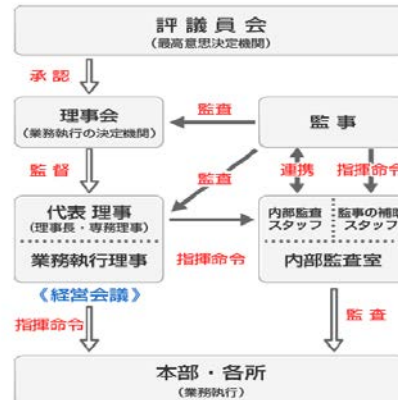 評議員会
(最高意思決定機関)
承認
理事会
(業務執行の決定機関)
監査
監事
監督
監査
連携
指揮命令
代表理事
(理事長・専務理事)
業務執行理事
《経営会議》
指揮命令
内部監査
スタッフ
監事の補助
スタッフ
内部監査室
指揮命令
監査
本部・各所
(業務執行)